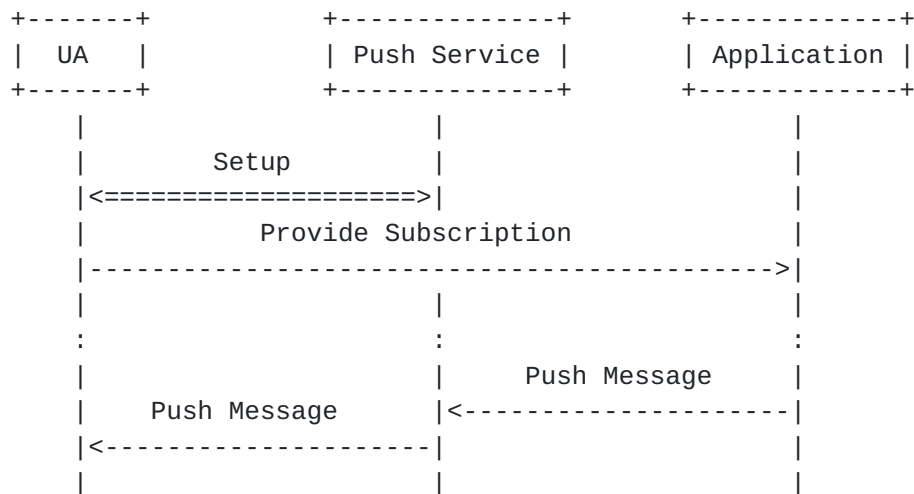 +-------+           +--------------+       +-------------+
|  UA   |           | Push Service |       | Application |
+-------+           +--------------+       +-------------+
    |                      |                      |
    |        Setup         |                      |
    |<====================>|                      |
    |           Provide Subscription              |
    |-------------------------------------------->|
    |                      |                      |
    :                      :                      :
    |                      |     Push Message     |
    |    Push Message      |<---------------------|
    |<---------------------|                      |
    |                      |                      |